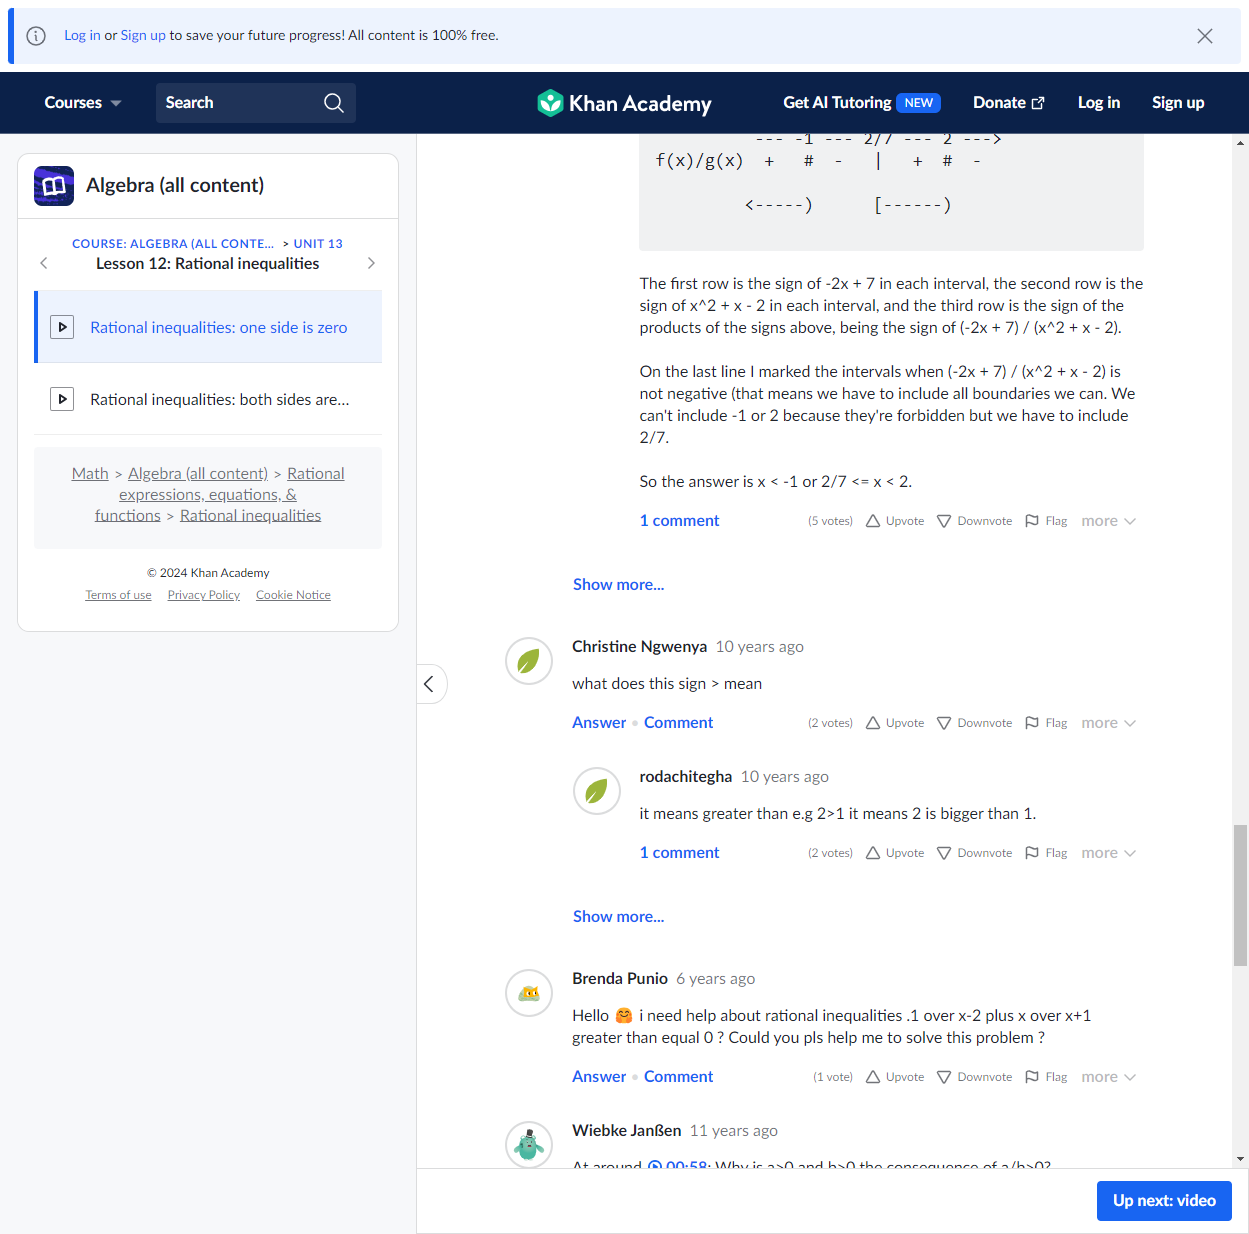 Log in or Sign up to save your future progress! All content is 100% free.
Courses
Search
Khan Academy
Get AI Tutoring NEW
Donate
Log in
Sign up
Algebra (all content)
COURSE: ALGEBRA (ALL CONTE... > UNIT 13
Lesson 12: Rational inequalities
Rational inequalities: one side is zero
Rational inequalities: both sides are...
Math > Algebra (all content) > Rational
expressions, equations, &
functions > Rational inequalities
© 2024 Khan Academy
Terms of use Privacy Policy Cookie Notice
--- -1 --- 2/7 --- 2 --->
f(x)/g(x) + # - | + # -
<-----) [------)
The first row is the sign of -2x + 7 in each interval, the second row is the
sign of x^2 + x - 2 in each interval, and the third row is the sign of the
products of the signs above, being the sign of (-2x + 7) / (x^2 + x - 2).
On the last line I marked the intervals when (-2x + 7) / (x^2 + x - 2) is
not negative (that means we have to include all boundaries we can. We
can't include -1 or 2 because they're forbidden but we have to include
2/7.
So the answer is x < -1 or 2/7 <= x < 2.
1 comment (5 votes) Upvote Downvote Flag more
Show more...
Christine Ngwenya 10 years ago
what does this sign > mean
Answer • Comment (2 votes) Upvote Downvote Flag more
rodachitegha 10 years ago
it means greater than e.g 2>1 it means 2 is bigger than 1.
1 comment (2 votes) Upvote Downvote Flag more
Show more...
Brenda Punio 6 years ago
Hello 🤗 i need help about rational inequalities .1 over x-2 plus x over x+1
greater than equal 0 ? Could you pls help me to solve this problem ?
Answer • Comment (1 vote) Upvote Downvote Flag more
Wiebke Janßen 11 years ago
At around 00:58: Why is a>0 and b>0 the consequence of a/b>0?
Up next: video